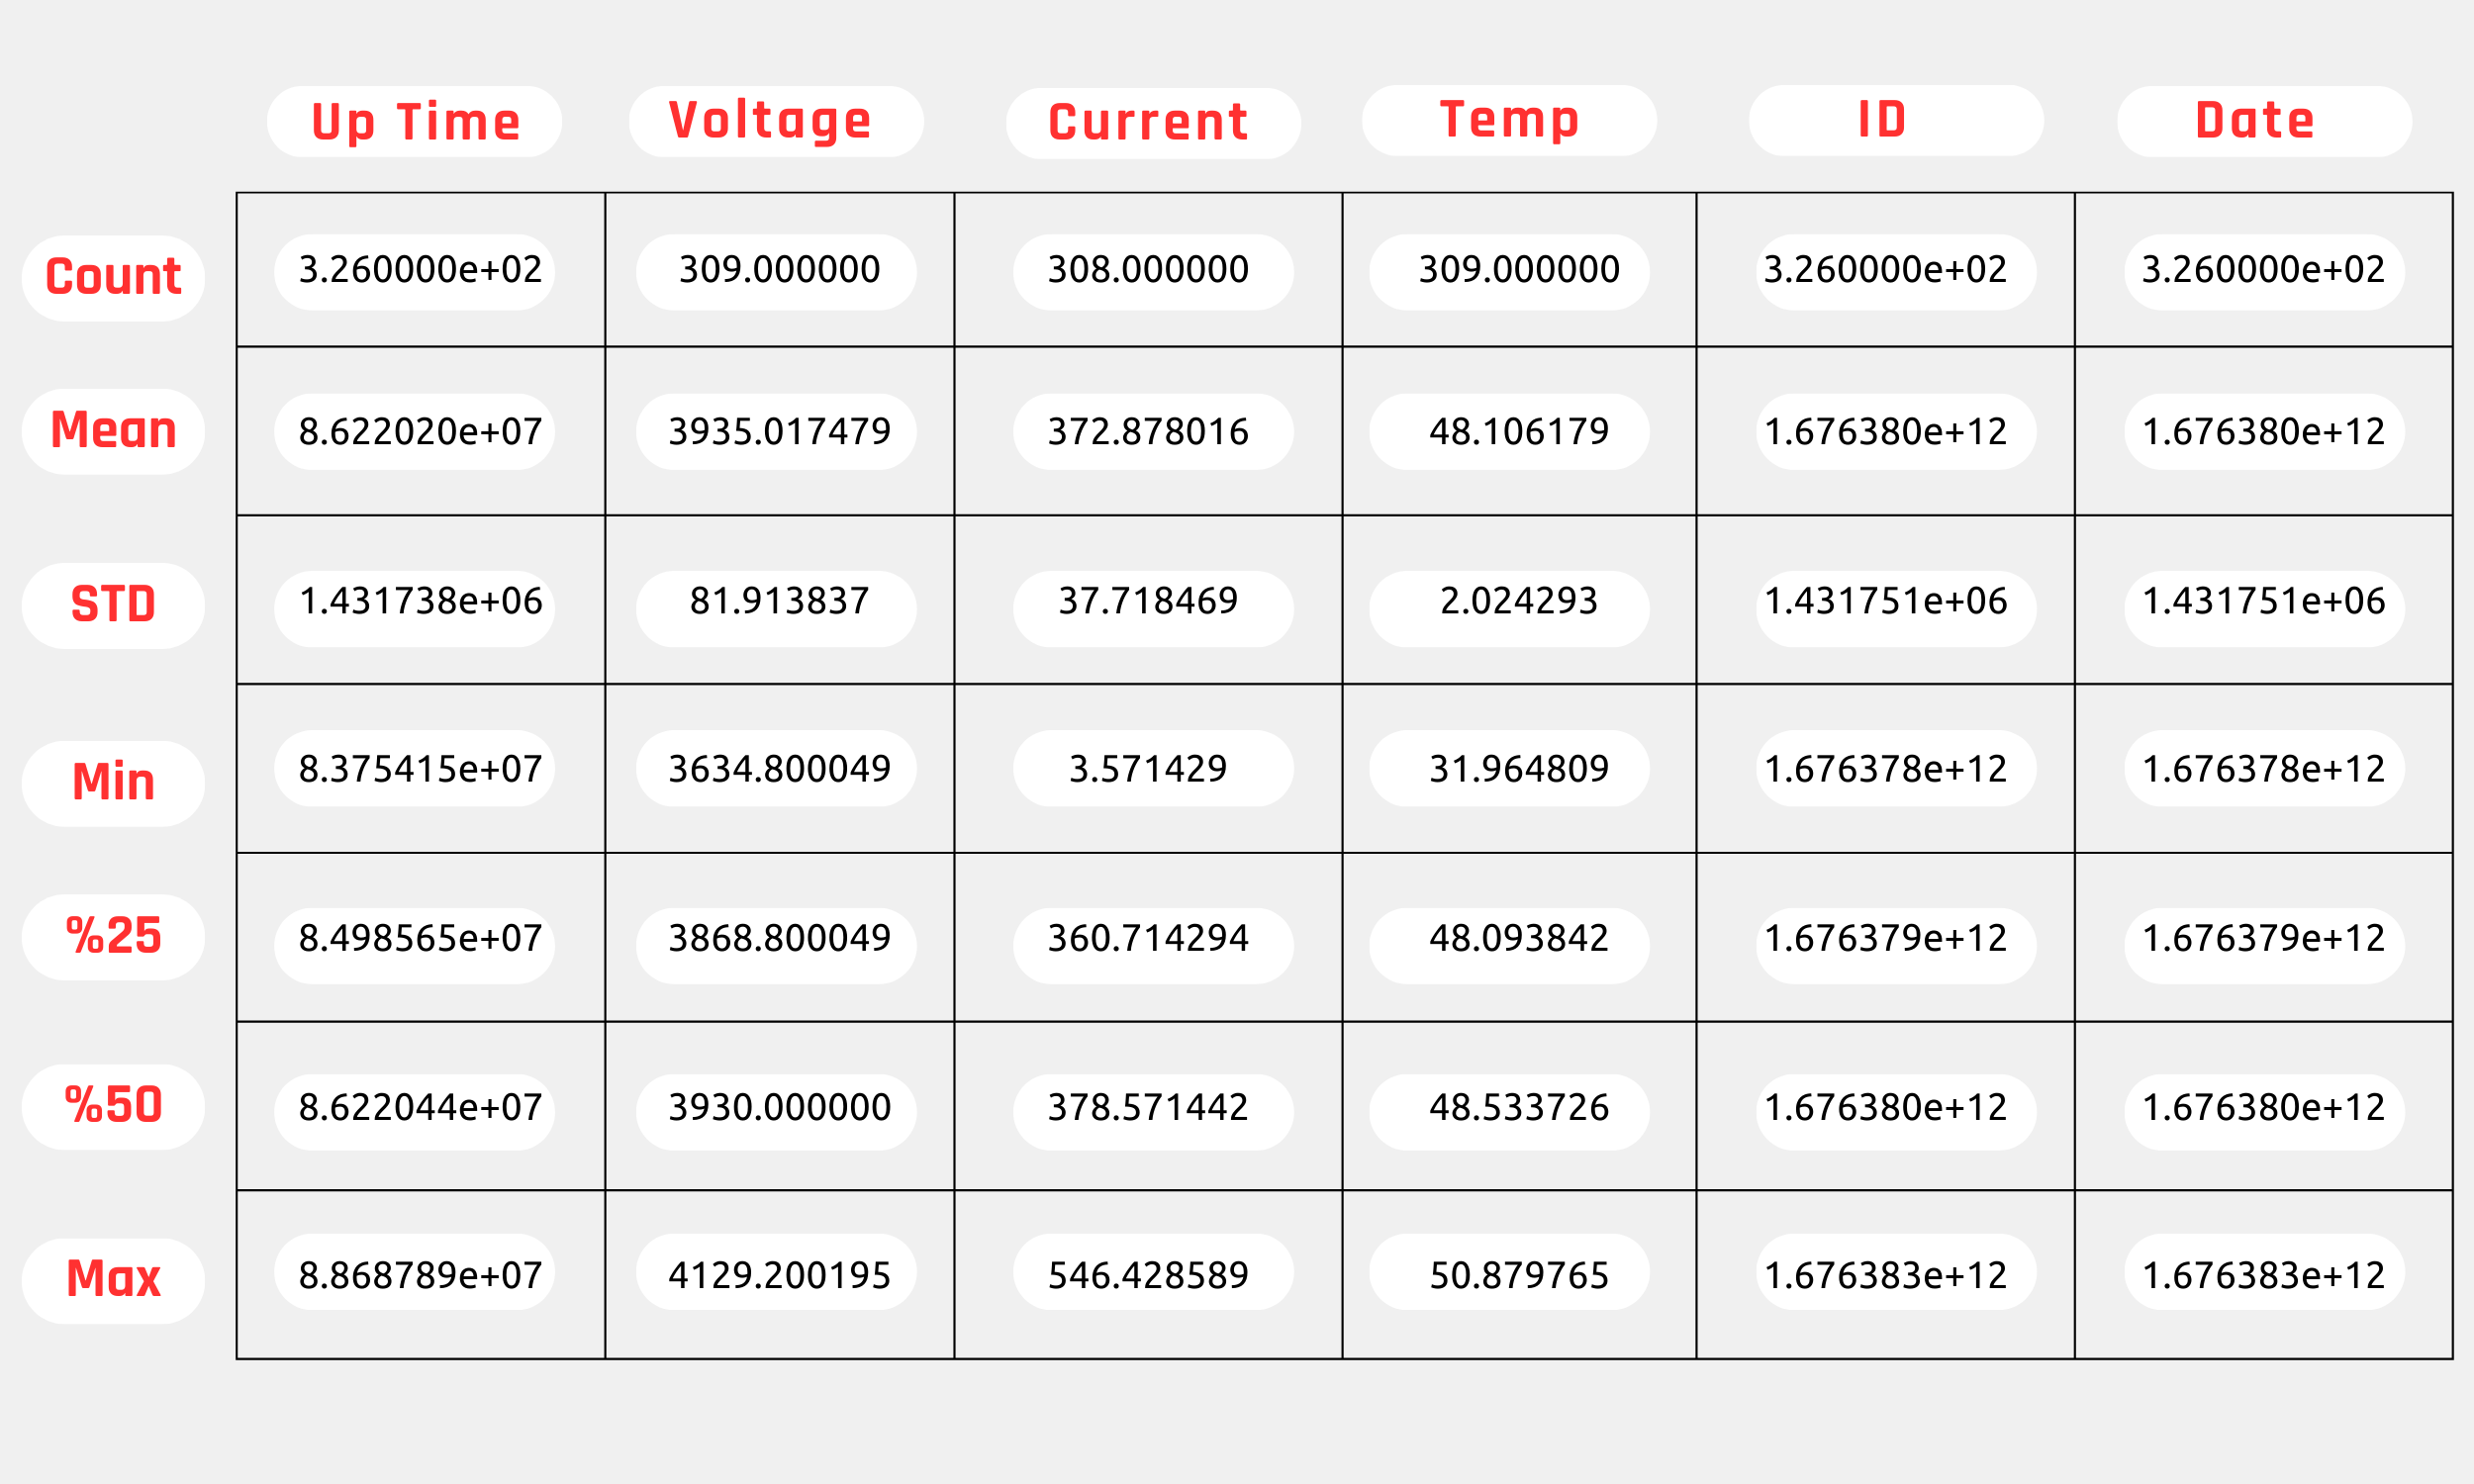 Up Time Voltage Current Temp ID Date
Count 3.260000e+02 309.000000 308.000000 309.000000 3.260000e+02 3.260000e+02
Mean 8.622020e+07 3935.017479 372.878016 48.106179 1.676380e+12 1.676380e+12
STD 1.431738e+06 81.913837 37.718469 2.024293 1.431751e+06 1.431751e+06
Min 8.375415e+07 3634.800049 3.571429 31.964809 1.676378e+12 1.676378e+12
%25 8.498565e+07 3868.800049 360.714294 48.093842 1.676379e+12 1.676379e+12
%50 8.622044e+07 3930.000000 378.571442 48.533726 1.676380e+12 1.676380e+12
Max 8.868789e+07 4129.200195 546.428589 50.879765 1.676383e+12 1.676383e+12